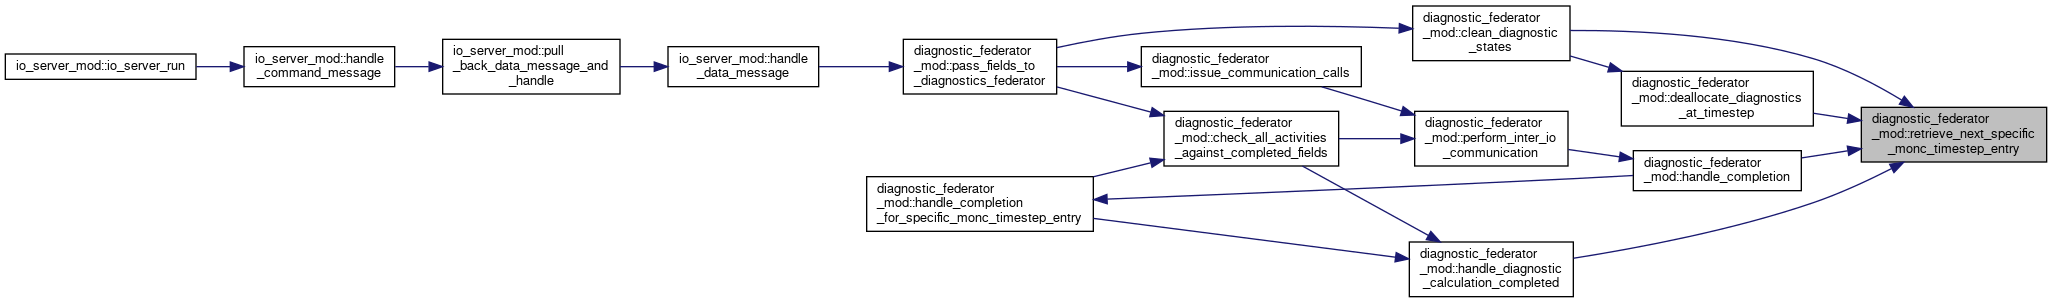 io_server_mod::io_server_run
io_server_mod::handle
_command_message
io_server_mod::pull
_back_data_message_and
_handle
io_server_mod::handle
_data_message
diagnostic_federator
_mod::pass_fields_to
_diagnostics_federator
diagnostic_federator
_mod::issue_communication_calls
diagnostic_federator
_mod::check_all_activities
_against_completed_fields
diagnostic_federator
_mod::handle_completion
_for_specific_monc_timestep_entry
diagnostic_federator
_mod::clean_diagnostic
_states
diagnostic_federator
_mod::deallocate_diagnostics
_at_timestep
diagnostic_federator
_mod::perform_inter_io
_communication
diagnostic_federator
_mod::handle_completion
diagnostic_federator
_mod::handle_diagnostic
_calculation_completed
diagnostic_federator
_mod::retrieve_next_specific
_monc_timestep_entry